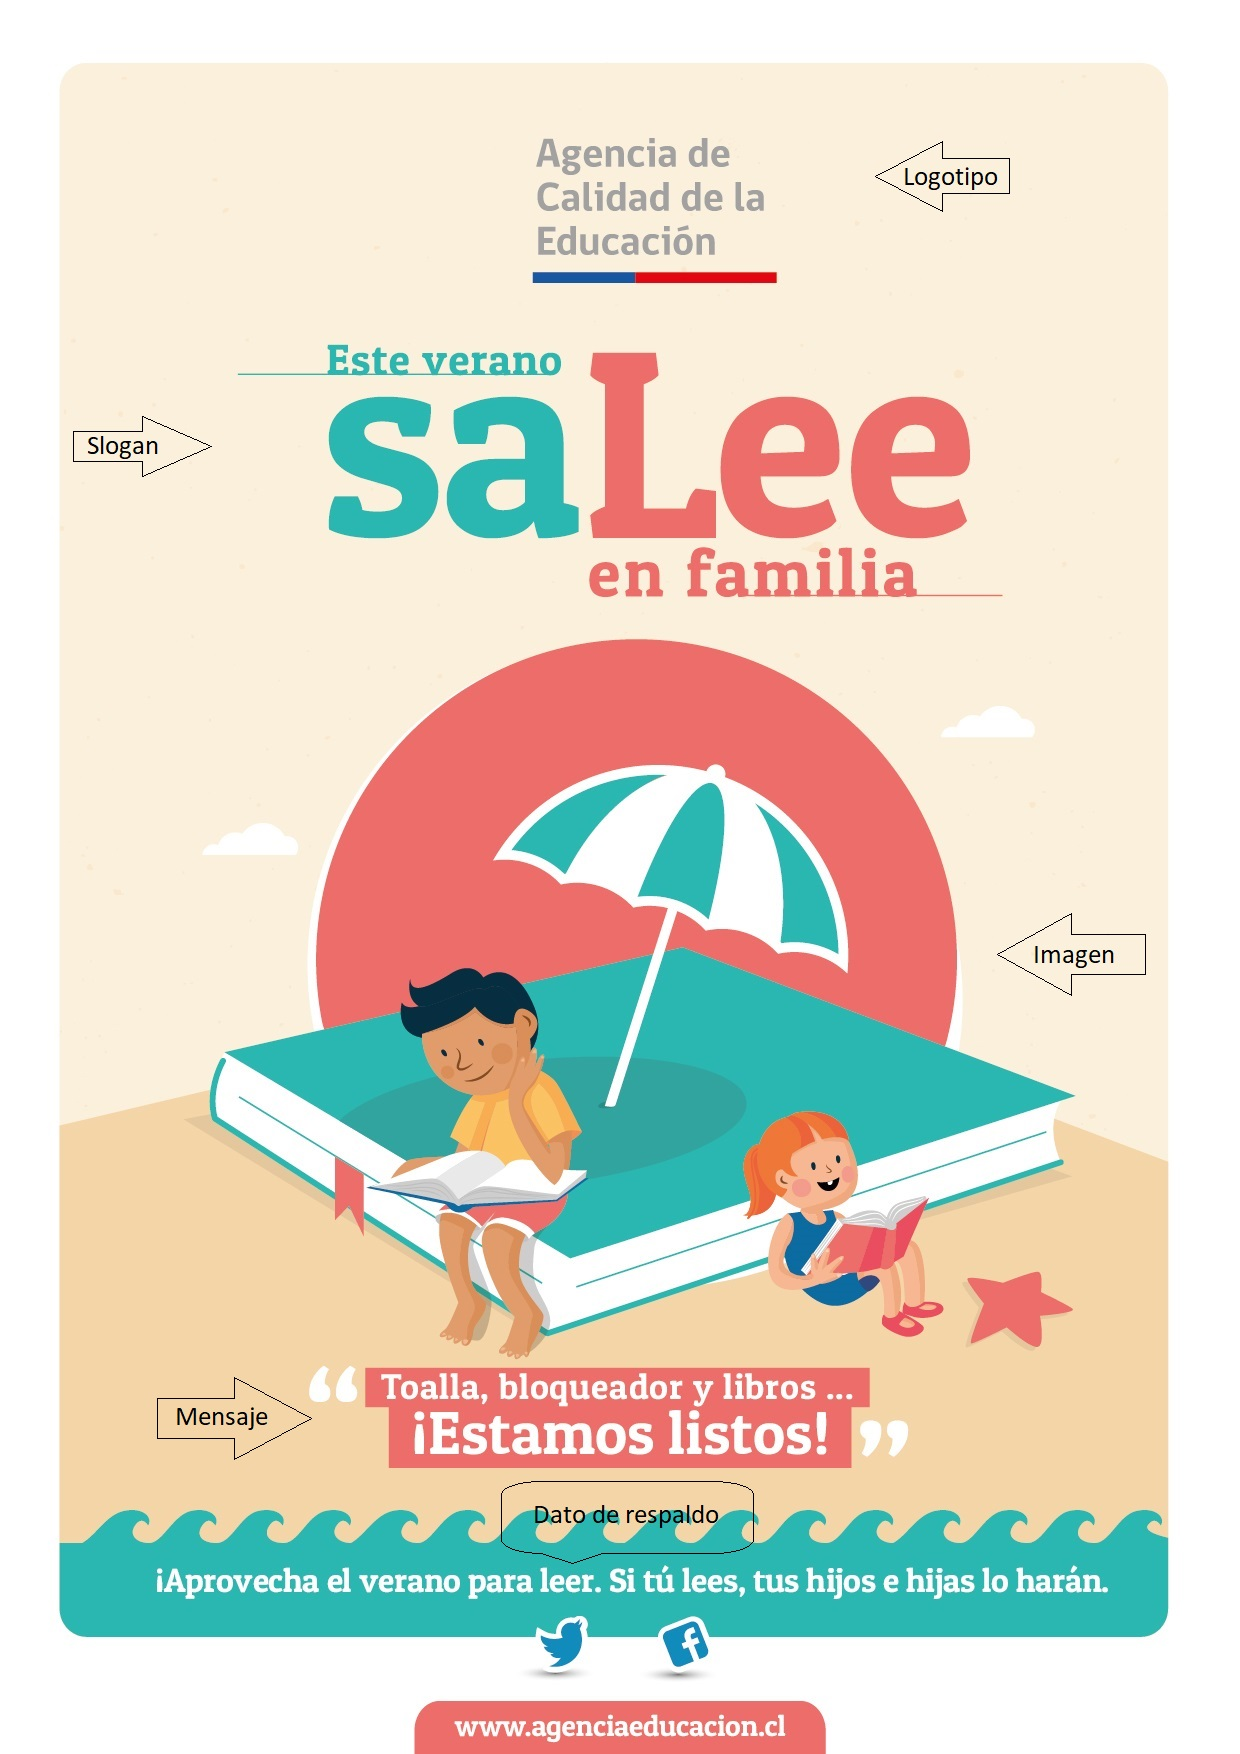 Agencia de
Calidad de la
Educación
Logotipo
Este verano
saLee
en familia
Slogan
Imagen
Mensaje
“Toalla, bloqueador y libros ...
¡Estamos listos!”
Dato de respaldo
¡Aprovecha el verano para leer. Si tú lees, tus hijos e hijas lo harán.
www.agenciaeducacion.cl